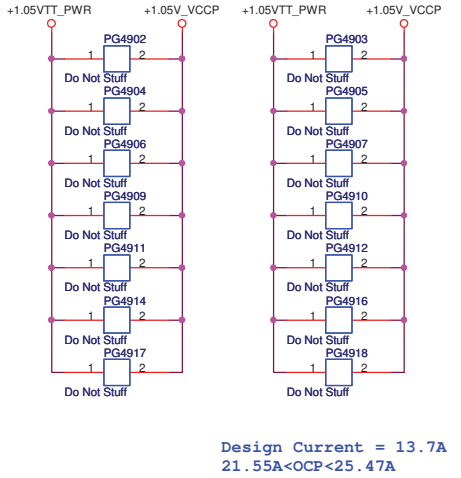 +1.05VTT_PWR +1.05V_VCCP +1.05VTT_PWR +1.05V_VCCP
PG4902 PG4903
1 2 1 2
Do Not Stuff Do Not Stuff
PG4904 PG4905
1 2 1 2
Do Not Stuff Do Not Stuff
PG4906 PG4907
1 2 1 2
Do Not Stuff Do Not Stuff
PG4909 PG4910
1 2 1 2
Do Not Stuff Do Not Stuff
PG4911 PG4912
1 2 1 2
Do Not Stuff Do Not Stuff
PG4914 PG4916
1 2 1 2
Do Not Stuff Do Not Stuff
PG4917 PG4918
1 2 1 2
Do Not Stuff Do Not Stuff
Design Current = 13.7A
21.55A<OCP<25.47A